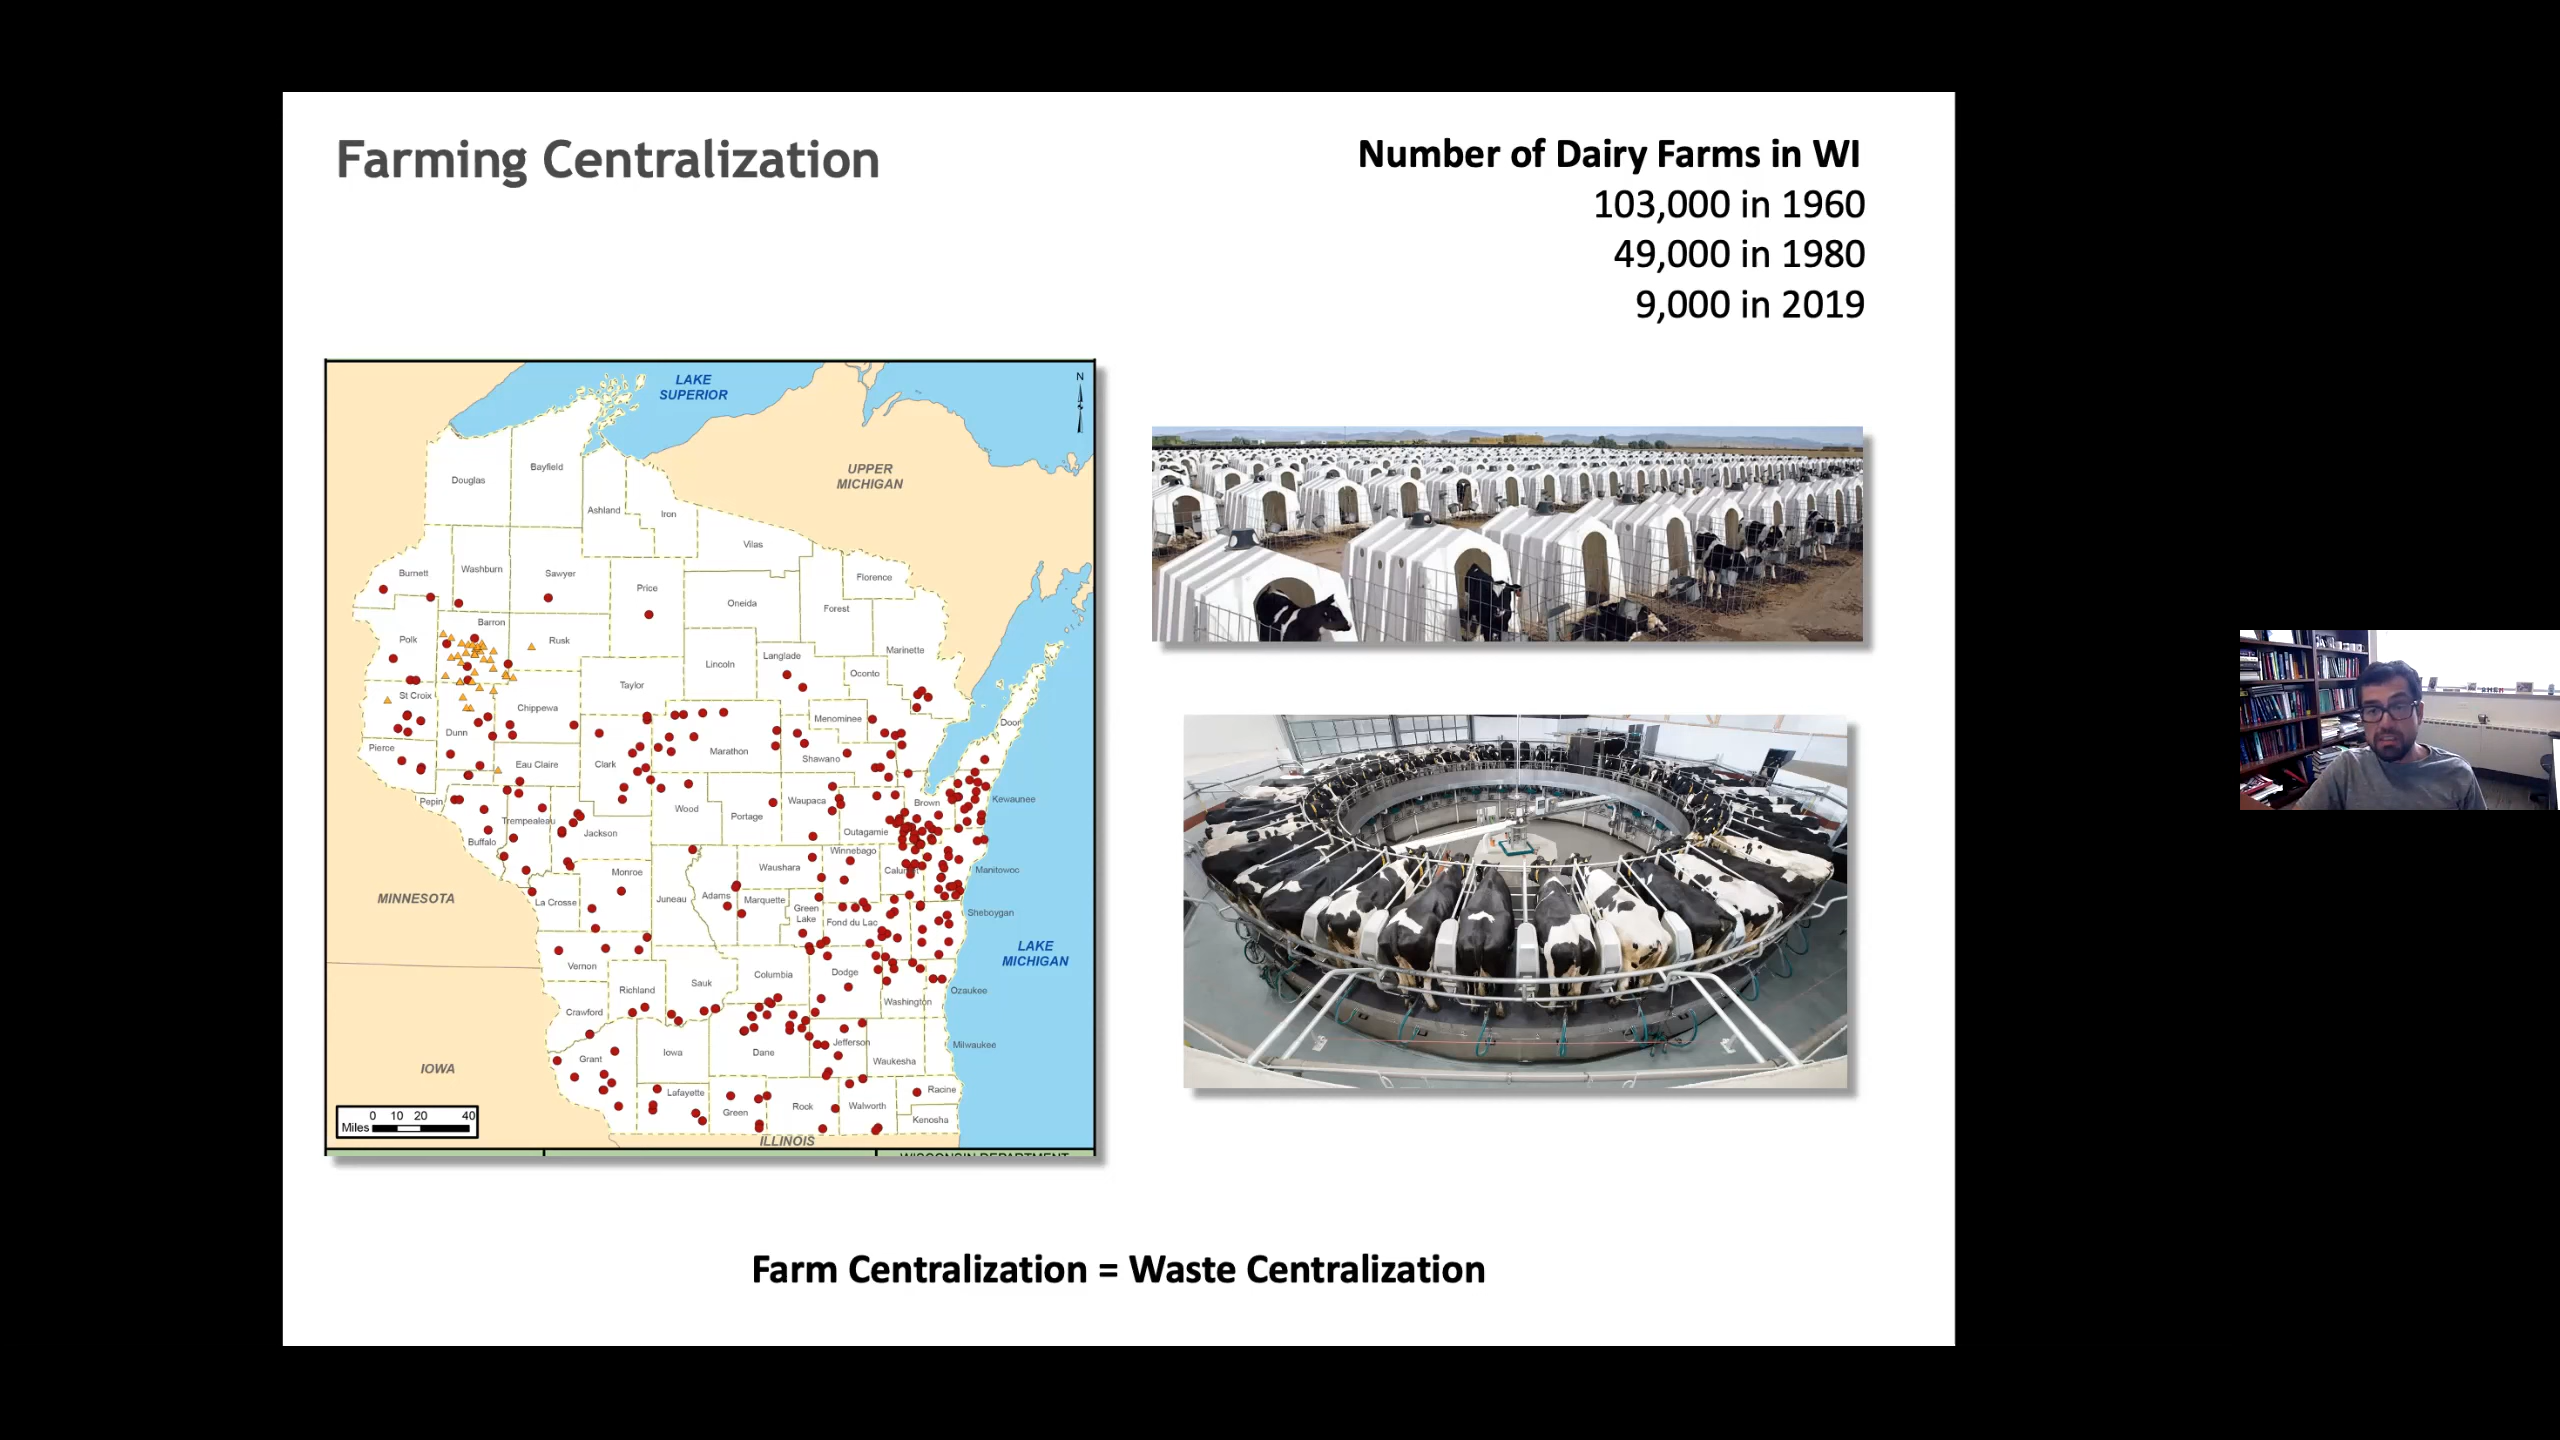 Farming Centralization
Number of Dairy Farms in WI
103,000 in 1960
49,000 in 1980
9,000 in 2019
LAKE
SUPERIOR
N
UPPER
MICHIGAN
Douglas
Bayfield
Ashland
Iron
Vilas
Burnett
Washburn
Sawyer
Price
Oneida
Florence
Forest
Polk
Barron
Rusk
Lincoln
Langlade
Marinette
Oconto
St Croix
Taylor
Chippewa
Menominee
Door
Dunn
Pierce
Marathon
Eau Claire
Clark
Shawano
Pepin
Wood
Portage
Waupaca
Brown
Kewaunee
Trempealeau
Buffalo
Jackson
Outagamie
Winnebago
Monroe
Waushara
Calumet
Manitowoc
MINNESOTA
La Crosse
Juneau
Adams
Marquette
Green
Lake
Fond du Lac
Sheboygan
LAKE
MICHIGAN
Vernon
Columbia
Dodge
Richland
Sauk
Ozaukee
Washington
Crawford
Grant
Iowa
Dane
Jefferson
Waukesha
Milwaukee
IOWA
Lafayette
Green
Rock
Walworth
Racine
Kenosha
0 10 20 40
Miles
ILLINOIS
WISCONSIN DEPARTMENT
Farm Centralization = Waste Centralization